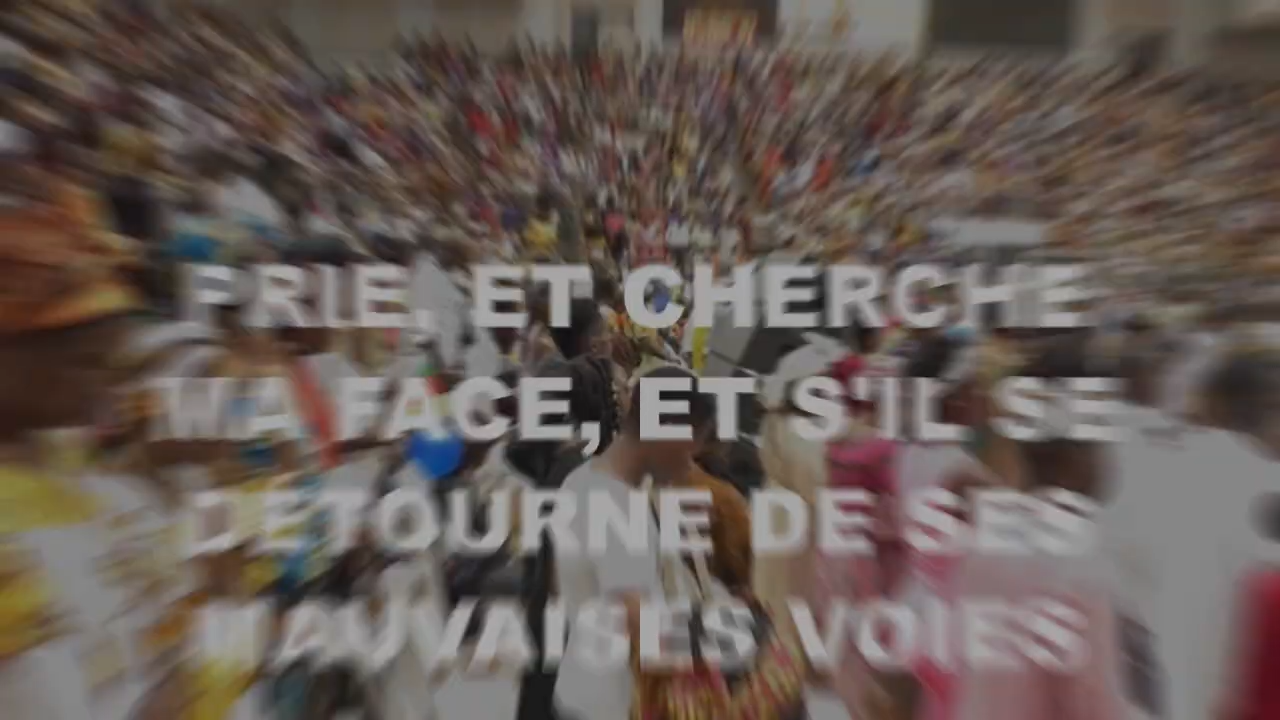 PRIE, ET CHERCHE
MA FACE, ET S'IL SE
DETOURNE DE SES
MAUVAISES VOIES